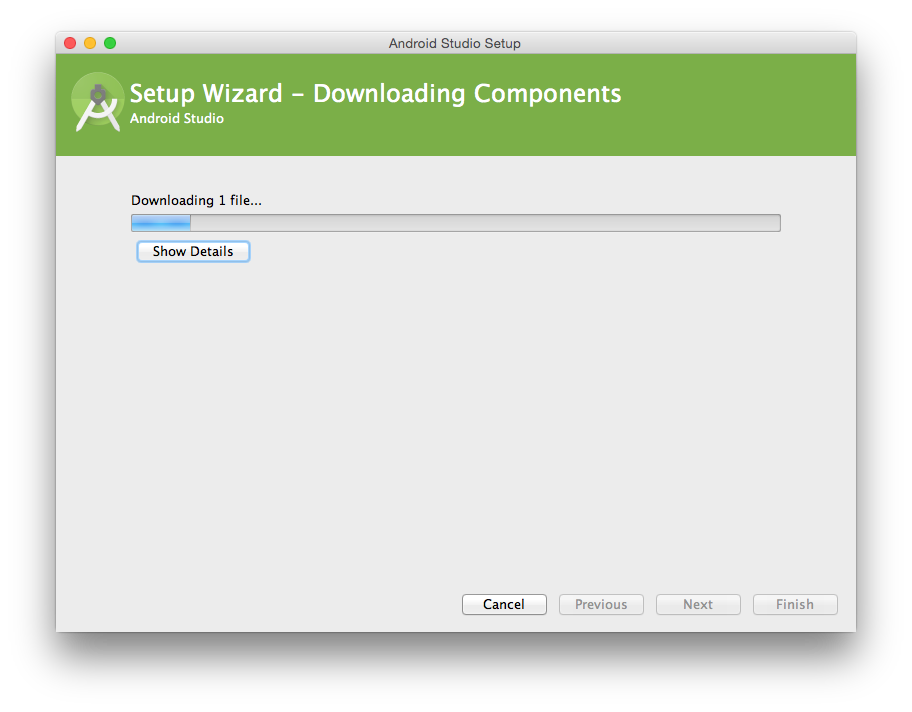 Android Studio Setup
Setup Wizard – Downloading Components
Android Studio
Downloading 1 file...
Show Details
Cancel
Previous
Next
Finish